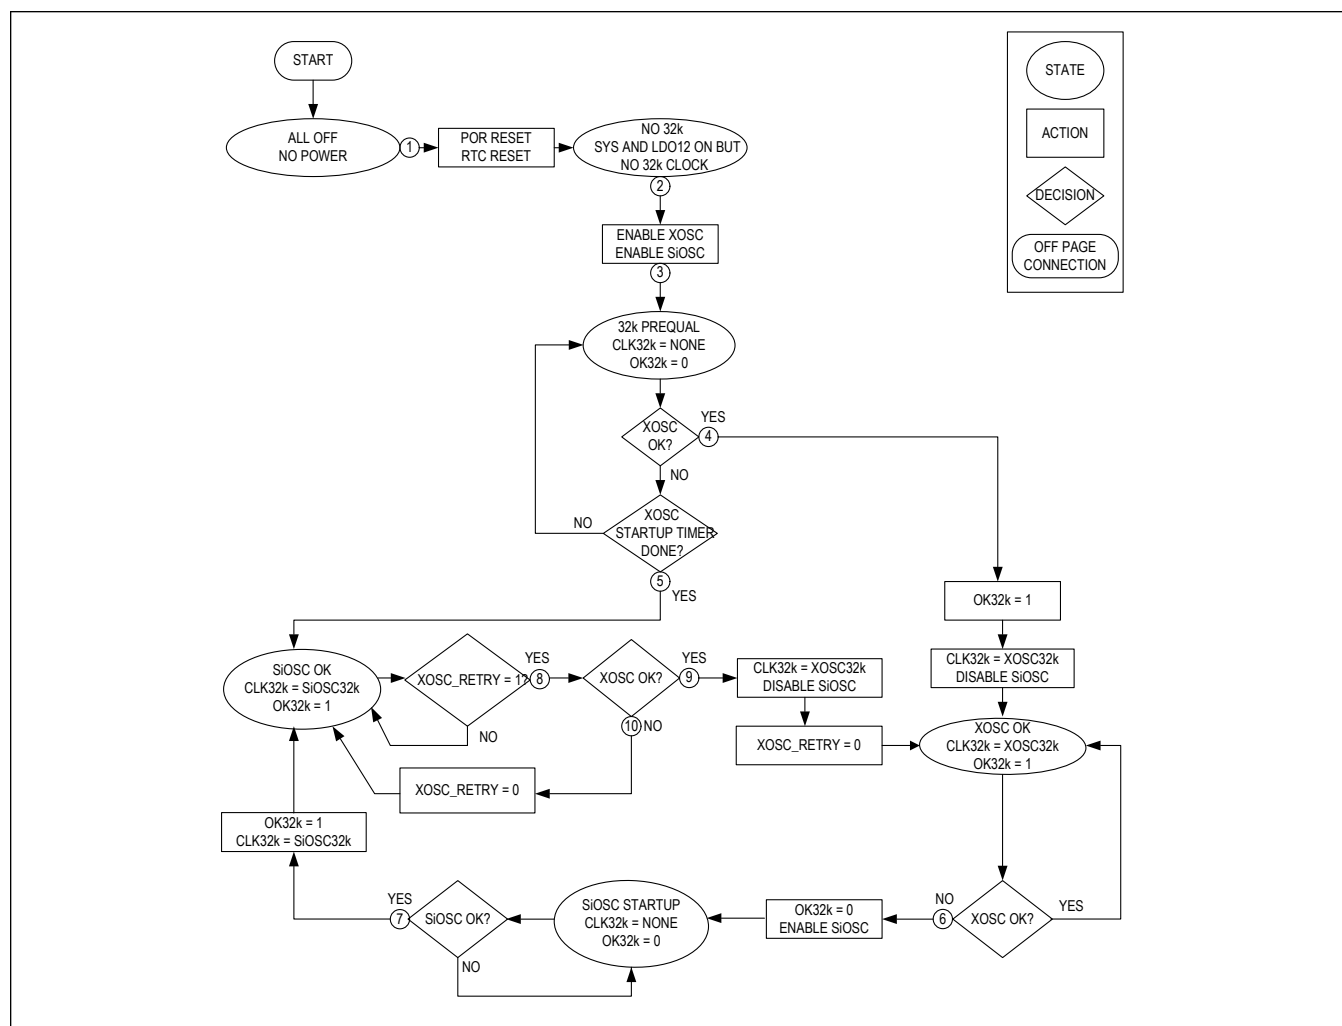 START
ALL OFF
NO POWER
1
POR RESET
RTC RESET
NO 32k
SYS AND LDO12 ON BUT
NO 32k CLOCK
2
ENABLE XOSC
ENABLE SiOSC
3
32k PREQUAL
CLK32k = NONE
OK32k = 0
XOSC
OK?
YES
4
NO
XOSC
STARTUP TIMER
DONE?
NO
5
YES
OK32k = 1
CLK32k = XOSC32k
DISABLE SiOSC
SiOSC OK
CLK32k = SiOSC32k
OK32k = 1
XOSC_RETRY = 1?
YES
8
NO
XOSC OK?
YES
9
10
NO
CLK32k = XOSC32k
DISABLE SiOSC
XOSC_RETRY = 0
XOSC_RETRY = 0
XOSC OK
CLK32k = XOSC32k
OK32k = 1
XOSC OK?
YES
NO
6
OK32k = 0
ENABLE SiOSC
SiOSC STARTUP
CLK32k = NONE
OK32k = 0
SiOSC OK?
NO
YES
7
OK32k = 1
CLK32k = SiOSC32k
STATE
ACTION
DECISION
OFF PAGE
CONNECTION